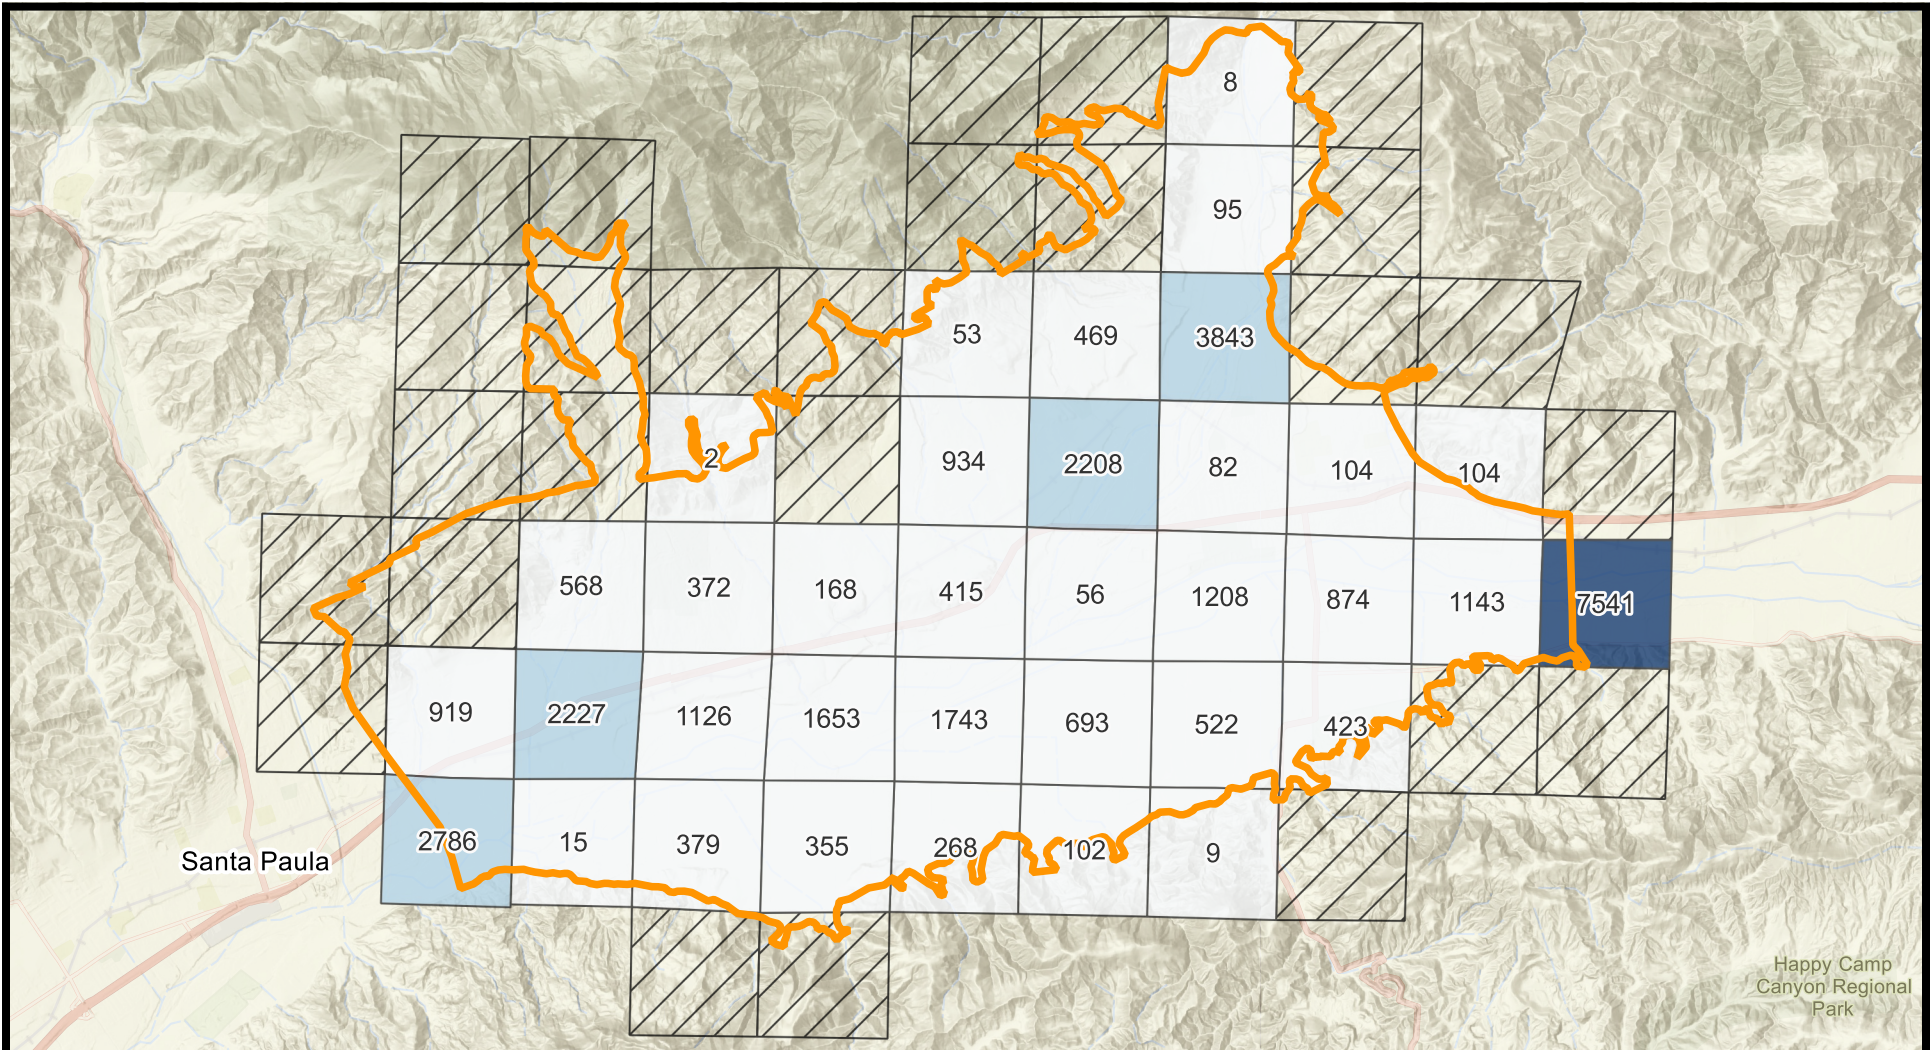 8
95
53 469 3843
2 934 2208 82 104 104
568 372 168 415 56 1208 874 1143 7541
919 2227 1126 1653 1743 693 522 423
2786 15 379 355 268 102 9
Santa Paula
Happy Camp
Canyon Regional
Park